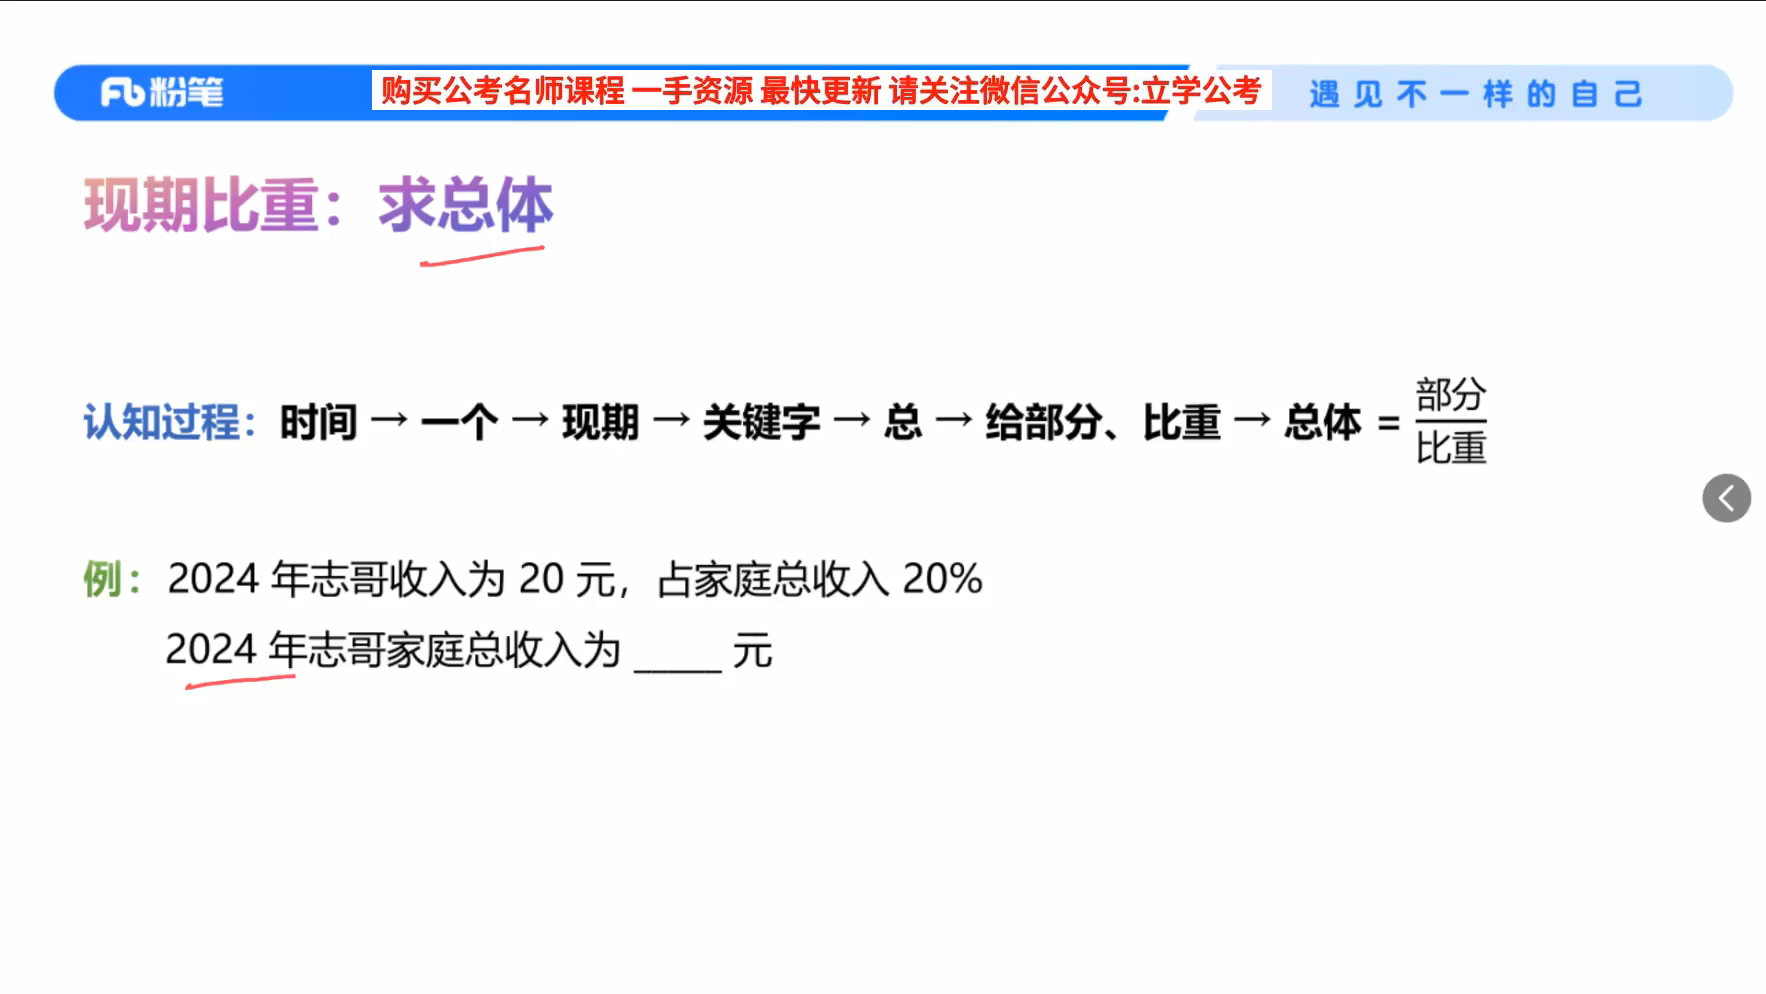 粉笔
购买公考名师课程 一手资源 最快更新 请关注微信公众号:立学公考
遇见不一样的自己
现期比重：求总体
认知过程：时间 → 一个 → 现期 → 关键字 → 总 → 给部分、比重 → 总体 = 部分
比重
例：2024 年志哥收入为 20 元，占家庭总收入 20%
2024 年志哥家庭总收入为 _____ 元